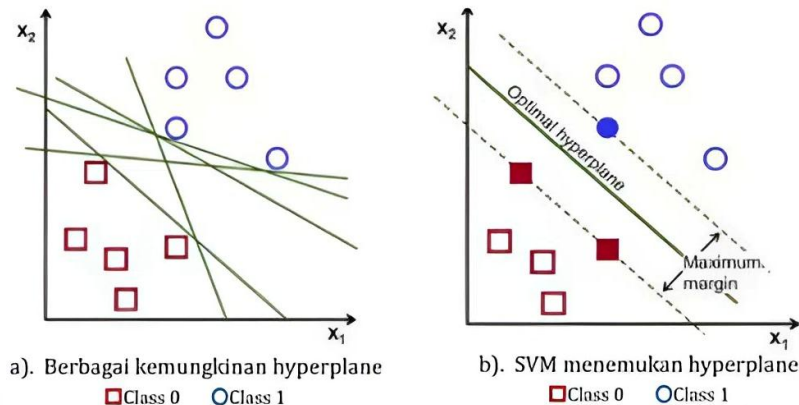 X2
X1
a). Berbagai kemungkinan hyperplane
Class 0 Class 1
X2
Optimal hyperplane
Maximum
margin
X1
b). SVM menemukan hyperplane
Class 0 Class 1